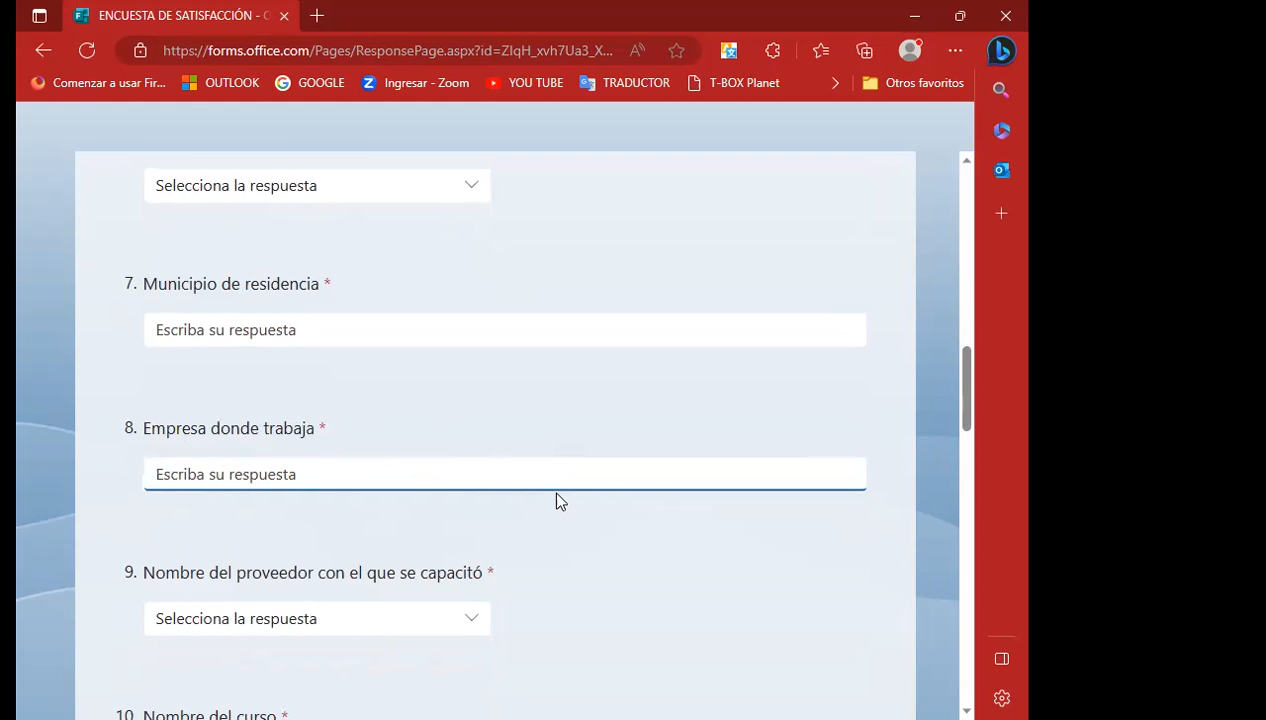 ENCUESTA DE SATISFACCIÓN -
https://forms.office.com/Pages/ResponsePage.aspx?id=ZIqH_xvh7Ua3_X...
Comenzar a usar Fir...
OUTLOOK
GOOGLE
Ingresar - Zoom
YOU TUBE
TRADUCTOR
T-BOX Planet
Otros favoritos
Selecciona la respuesta
7. Municipio de residencia *
Escriba su respuesta
8. Empresa donde trabaja *
Escriba su respuesta
9. Nombre del proveedor con el que se capacitó *
Selecciona la respuesta
10. Nombre del curso *